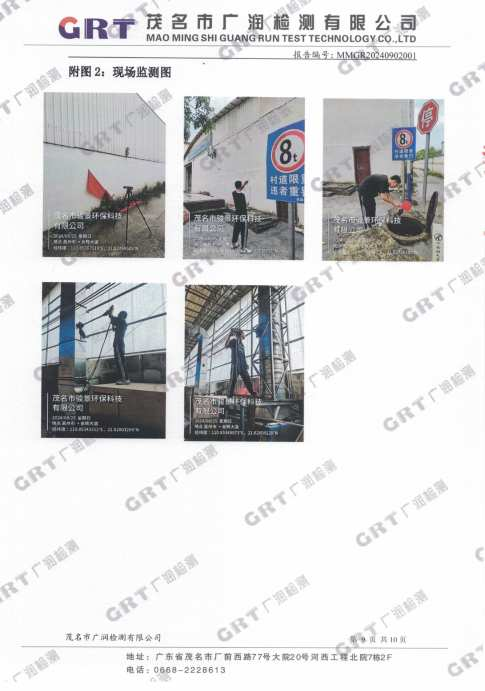 GRT 茂名市广润检测有限公司
MAO MING SHI GUANG RUN TEST TECHNOLOGY CO.,LTD
报告编号: MMGR20240902001
附图 2: 现场监测图
茂名市骏景环保科技
有限公司
8t
村道限重
违者重罚
茂名市骏景环保科技
有限公司
停
8t
茂名市骏景环保科技
有限公司
茂名市骏景环保科技
有限公司
茂名市骏景环保科技
有限公司
GRT 广润检测
茂名市广润检测有限公司
第 9 页 共 10 页
地址: 广东省茂名市厂前西路77号大院20号河西工程北院7栋2F
电话: 0668-2228613